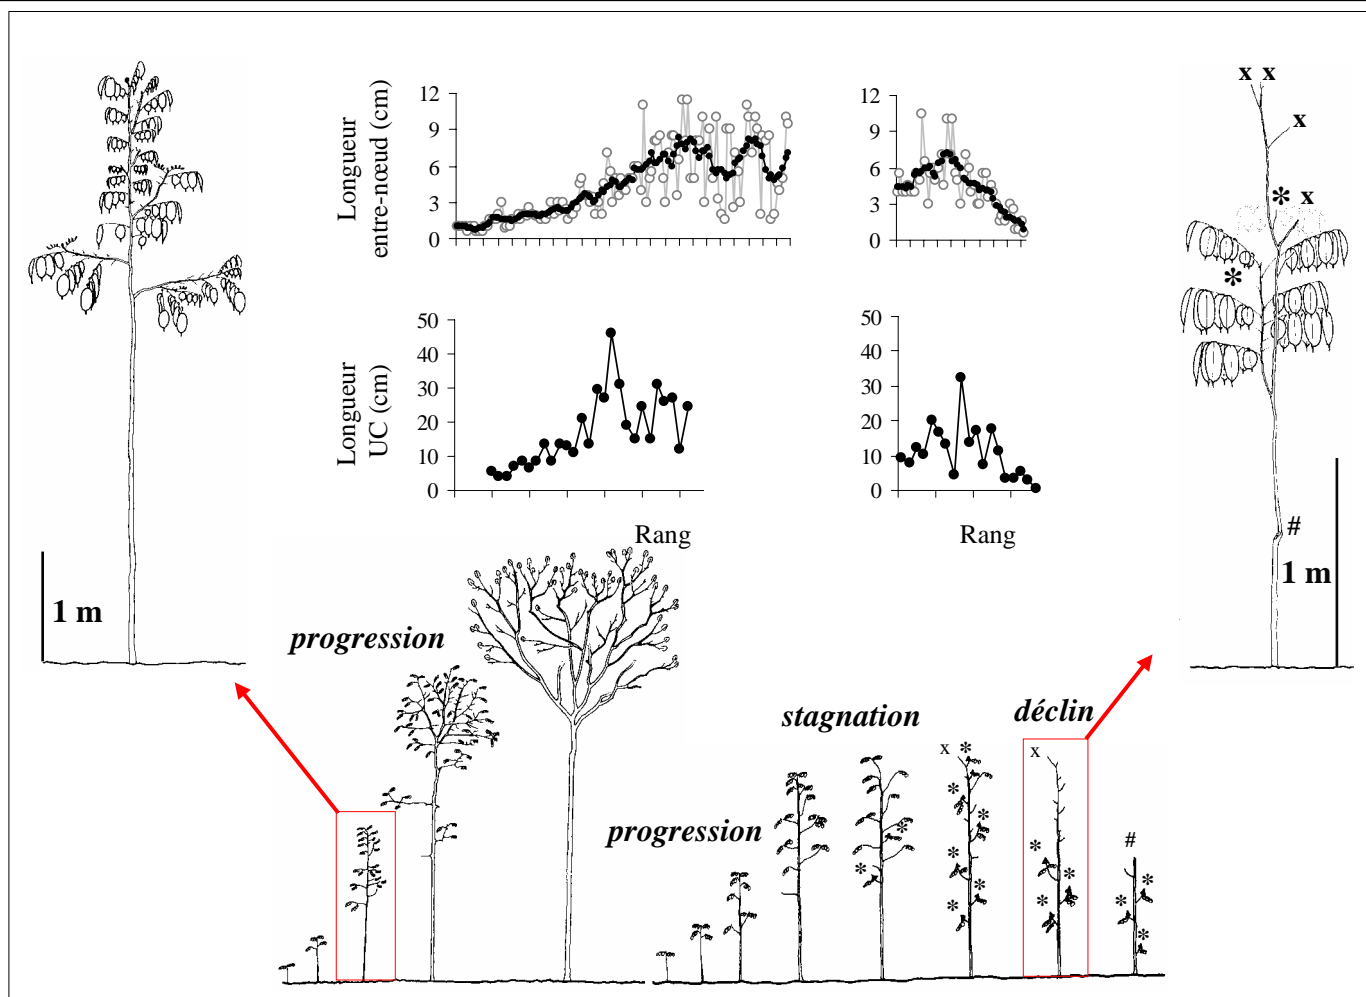 Longueur
entre-nœud (cm)
12
9
6
3
0
12
9
6
3
0
Longueur
UC (cm)
50
40
30
20
10
0
50
40
30
20
10
0
Rang
Rang
x x
x
* x
*
#
1 m
1 m
progression
progression
stagnation
déclin
x *
*
*
*
*
*
*
*
x
*
*
*
#
*
*
*